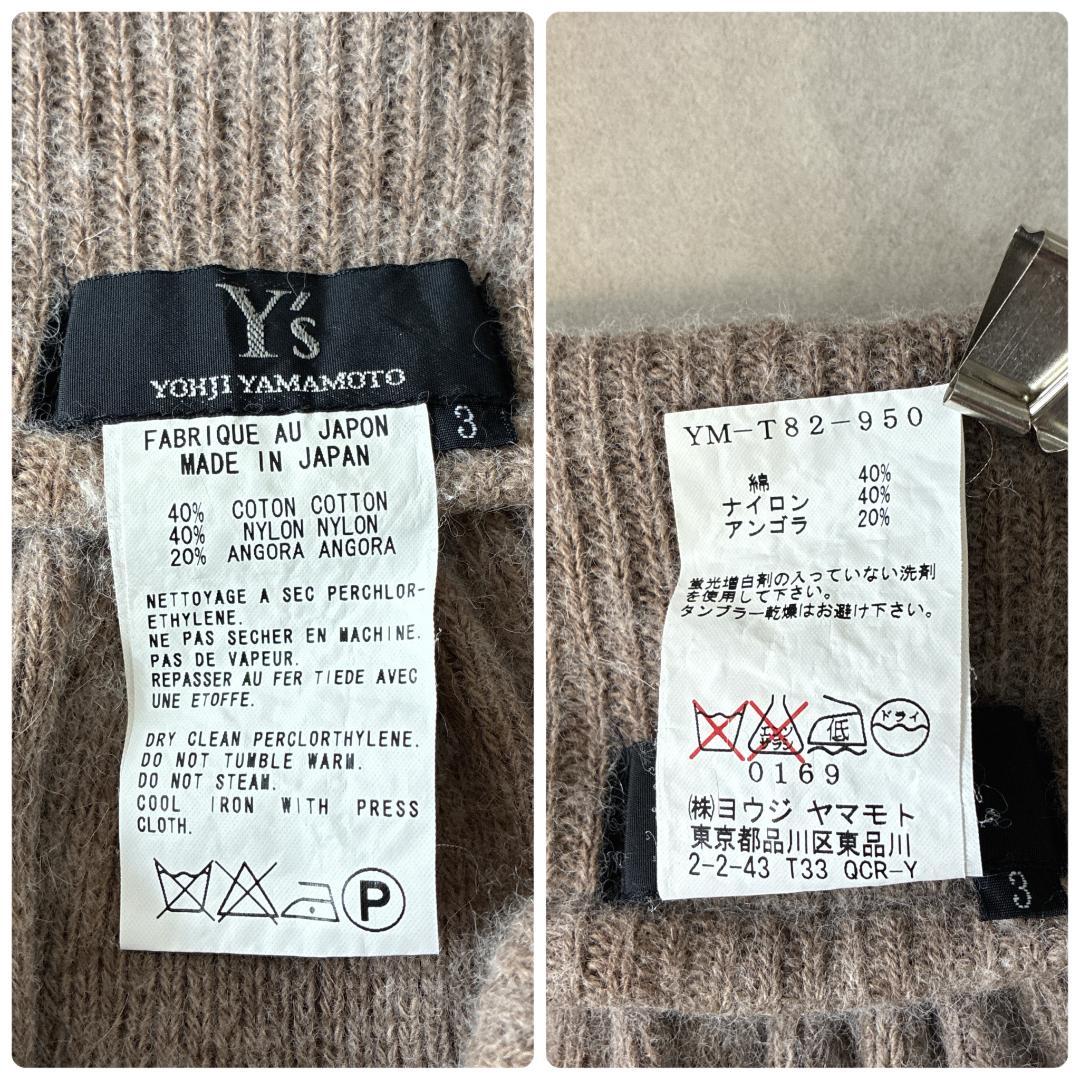 Y's
YOHJI YAMAMOTO
3
FABRIQUE AU JAPON
MADE IN JAPAN
40% COTON COTTON
40% NYLON NYLON
20% ANGORA ANGORA
NETTOYAGE A SEC PERCHLOR-
ETHYLENE.
NE PAS SECHER EN MACHINE.
PAS DE VAPEUR.
REPASSER AU FER TIEDE AVEC
UNE ETOFFE.
DRY CLEAN PERCLORTHYLENE.
DO NOT TUMBLE WARM.
DO NOT STEAM.
COOL IRON WITH PRESS
CLOTH.
P
YM-T82-950
綿 40%
ナイロン 40%
アンゴラ 20%
蛍光増白剤の入っていない洗剤
を使用して下さい。
タンブラー乾燥はお避け下さい。
エンソ
サラシ
低
ドライ
0169
㈱ヨウジ ヤマモト
東京都品川区東品川
2-2-43 T33 QCR-Y
3